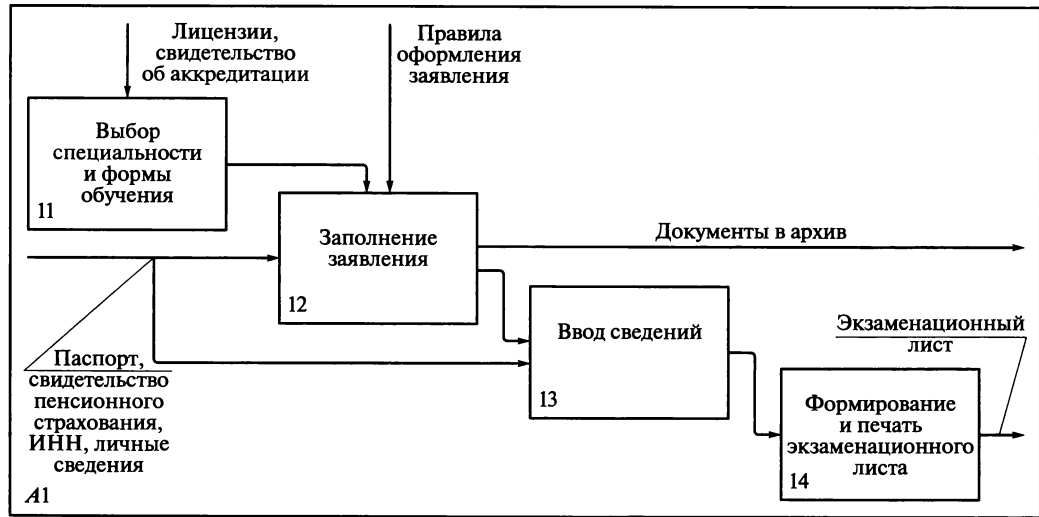 Лицензии,
свидетельство
об аккредитации
Правила
оформления
заявления
Выбор
специальности
и формы
обучения
11
Заполнение
заявления
12
Документы в архив
Ввод сведений
13
Экзаменационный
лист
Паспорт,
свидетельство
пенсионного
страхования,
ИНН, личные
сведения
Формирование
и печать
экзаменационного
листа
14
А1